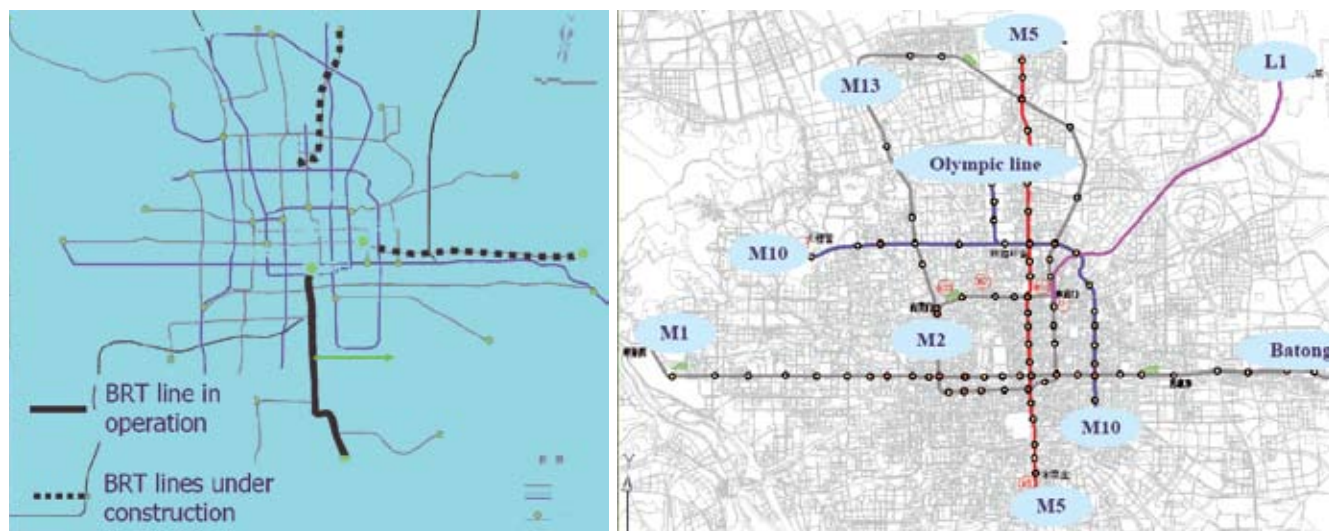 BRT line in
operation
BRT lines under
construction
M5
L1
M13
Olympic line
M10
M1
M2
Batong
M10
M5
Y